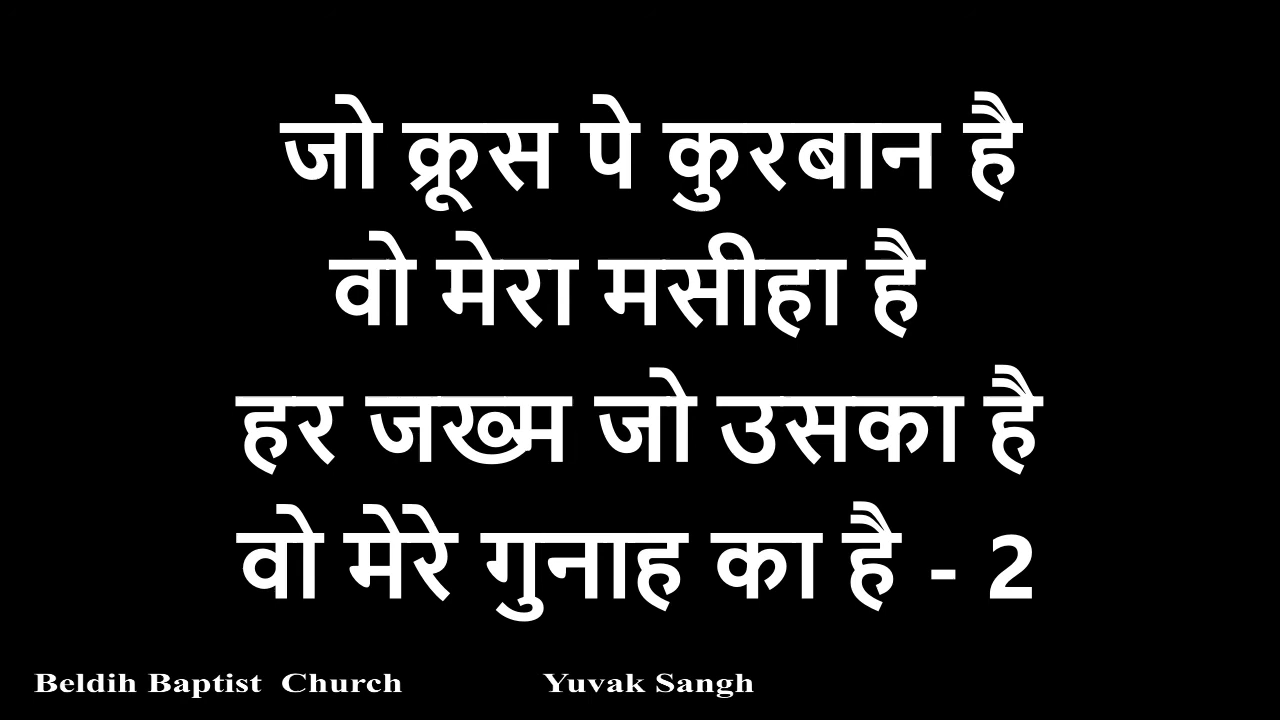 जो क्रूस पे कुरबान है
वो मेरा मसीहा है
हर जख्म जो उसका है
वो मेरे गुनाह का है - 2
Beldih Baptist Church Yuvak Sangh